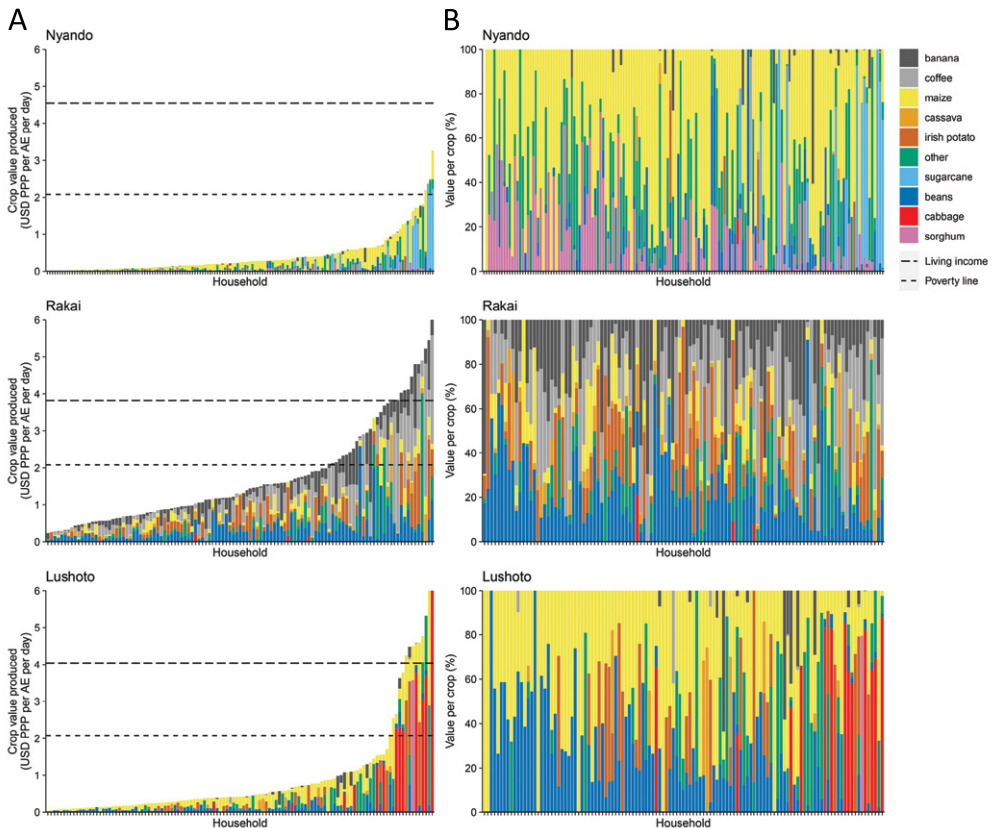 A
B
Nyando
Crop value produced
(USD PPP per AE per day)
6
5
4
3
2
1
0
Household
Nyando
Value per crop (%)
100
80
60
40
20
0
Household
banana
coffee
maize
cassava
irish potato
other
sugarcane
beans
cabbage
sorghum
Living income
Poverty line
Rakai
Crop value produced
(USD PPP per AE per day)
6
5
4
3
2
1
0
Household
Rakai
Value per crop (%)
100
80
60
40
20
0
Household
Lushoto
Crop value produced
(USD PPP per AE per day)
6
5
4
3
2
1
0
Household
Lushoto
Value per crop (%)
100
80
60
40
20
0
Household